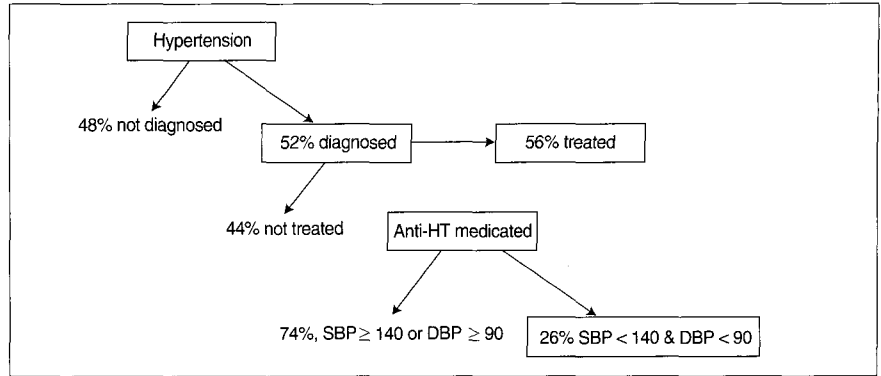 Hypertension
48% not diagnosed
52% diagnosed
56% treated
44% not treated
Anti-HT medicated
74%, SBP ≥ 140 or DBP ≥ 90
26% SBP < 140 & DBP < 90